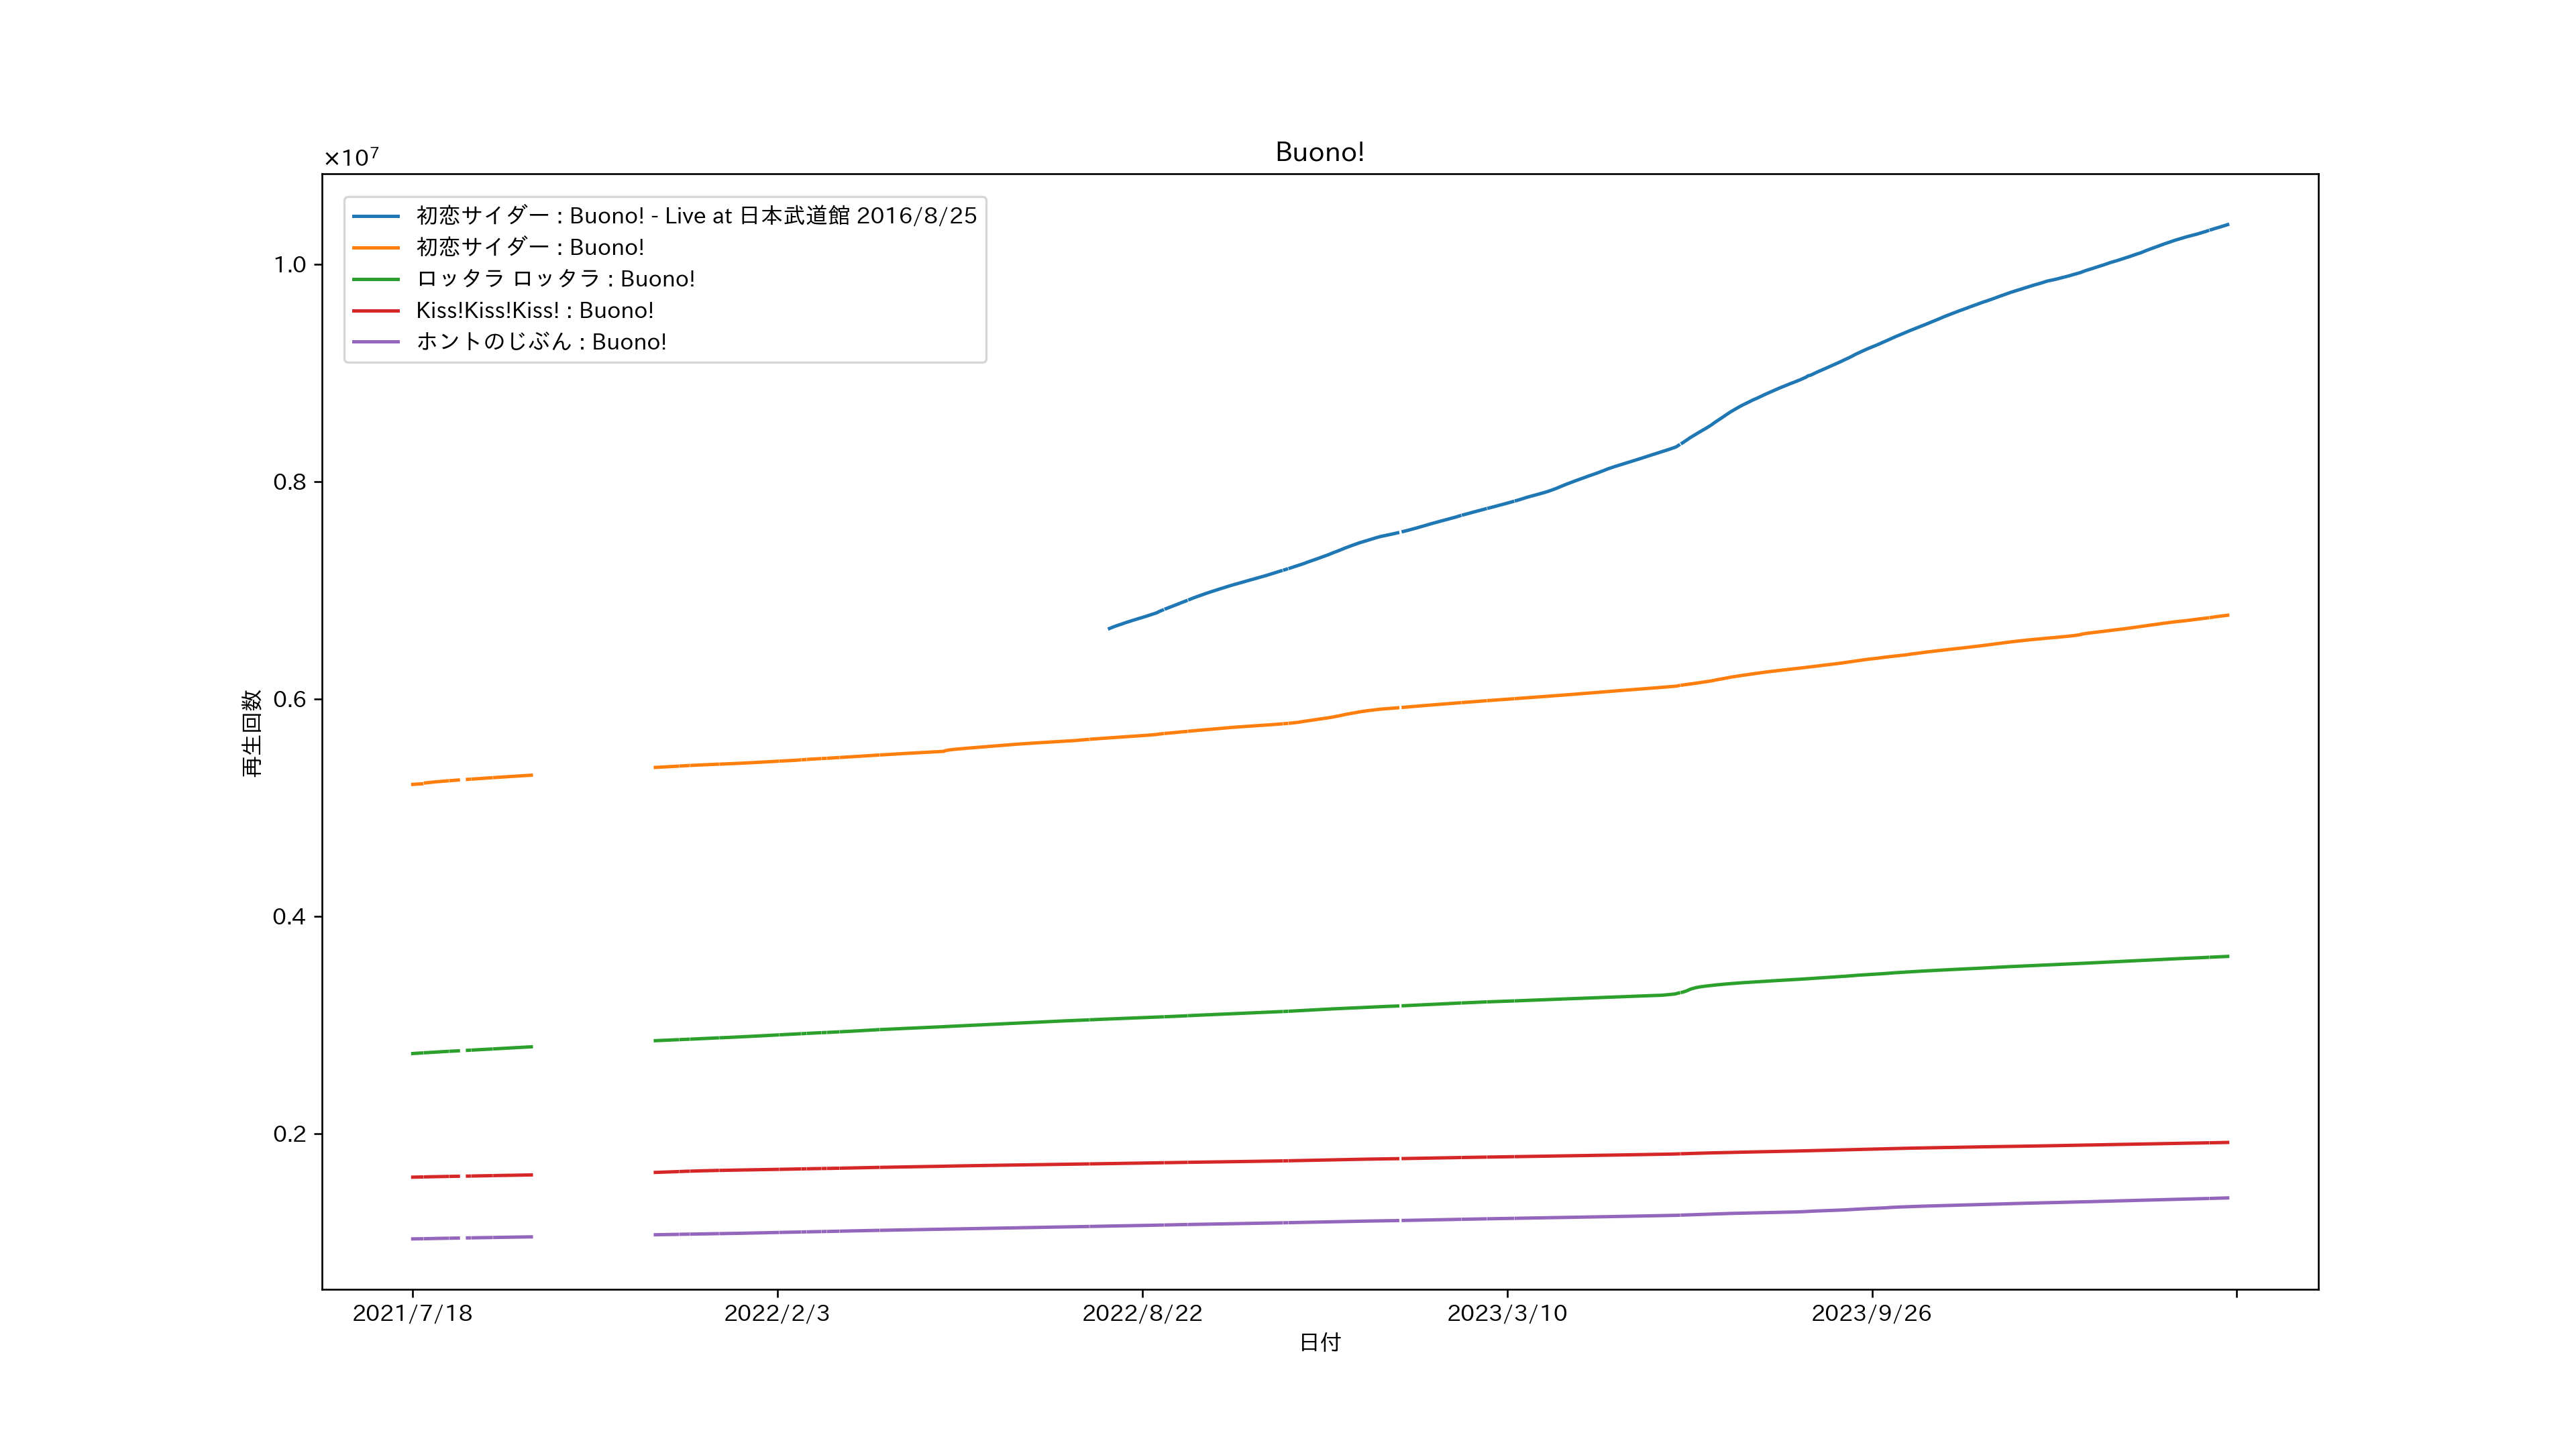 Buono!
×10⁷
初恋サイダー : Buono! - Live at 日本武道館 2016/8/25
初恋サイダー : Buono!
ロッタラ ロッタラ : Buono!
Kiss!Kiss!Kiss! : Buono!
ホントのじぶん : Buono!
1.0
0.8
0.6
0.4
0.2
再生回数
2021/7/18
2022/2/3
2022/8/22
2023/3/10
2023/9/26
日付